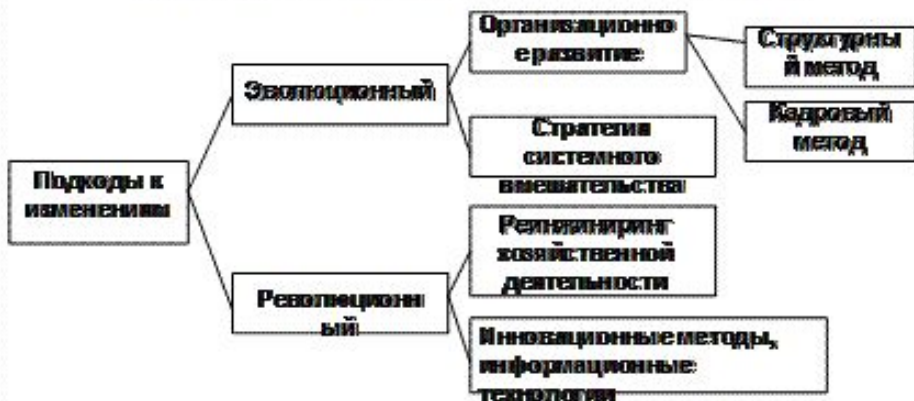 Подходы к
изменениям
Эволюционный
Организационно
е развитие
Структурны
й метод
Кадровый
метод
Стратегия
системного
вмешательства
Революционн
ый
Реинжиниринг
хозяйственной
деятельности
Инновационные методы,
информационные
технологии